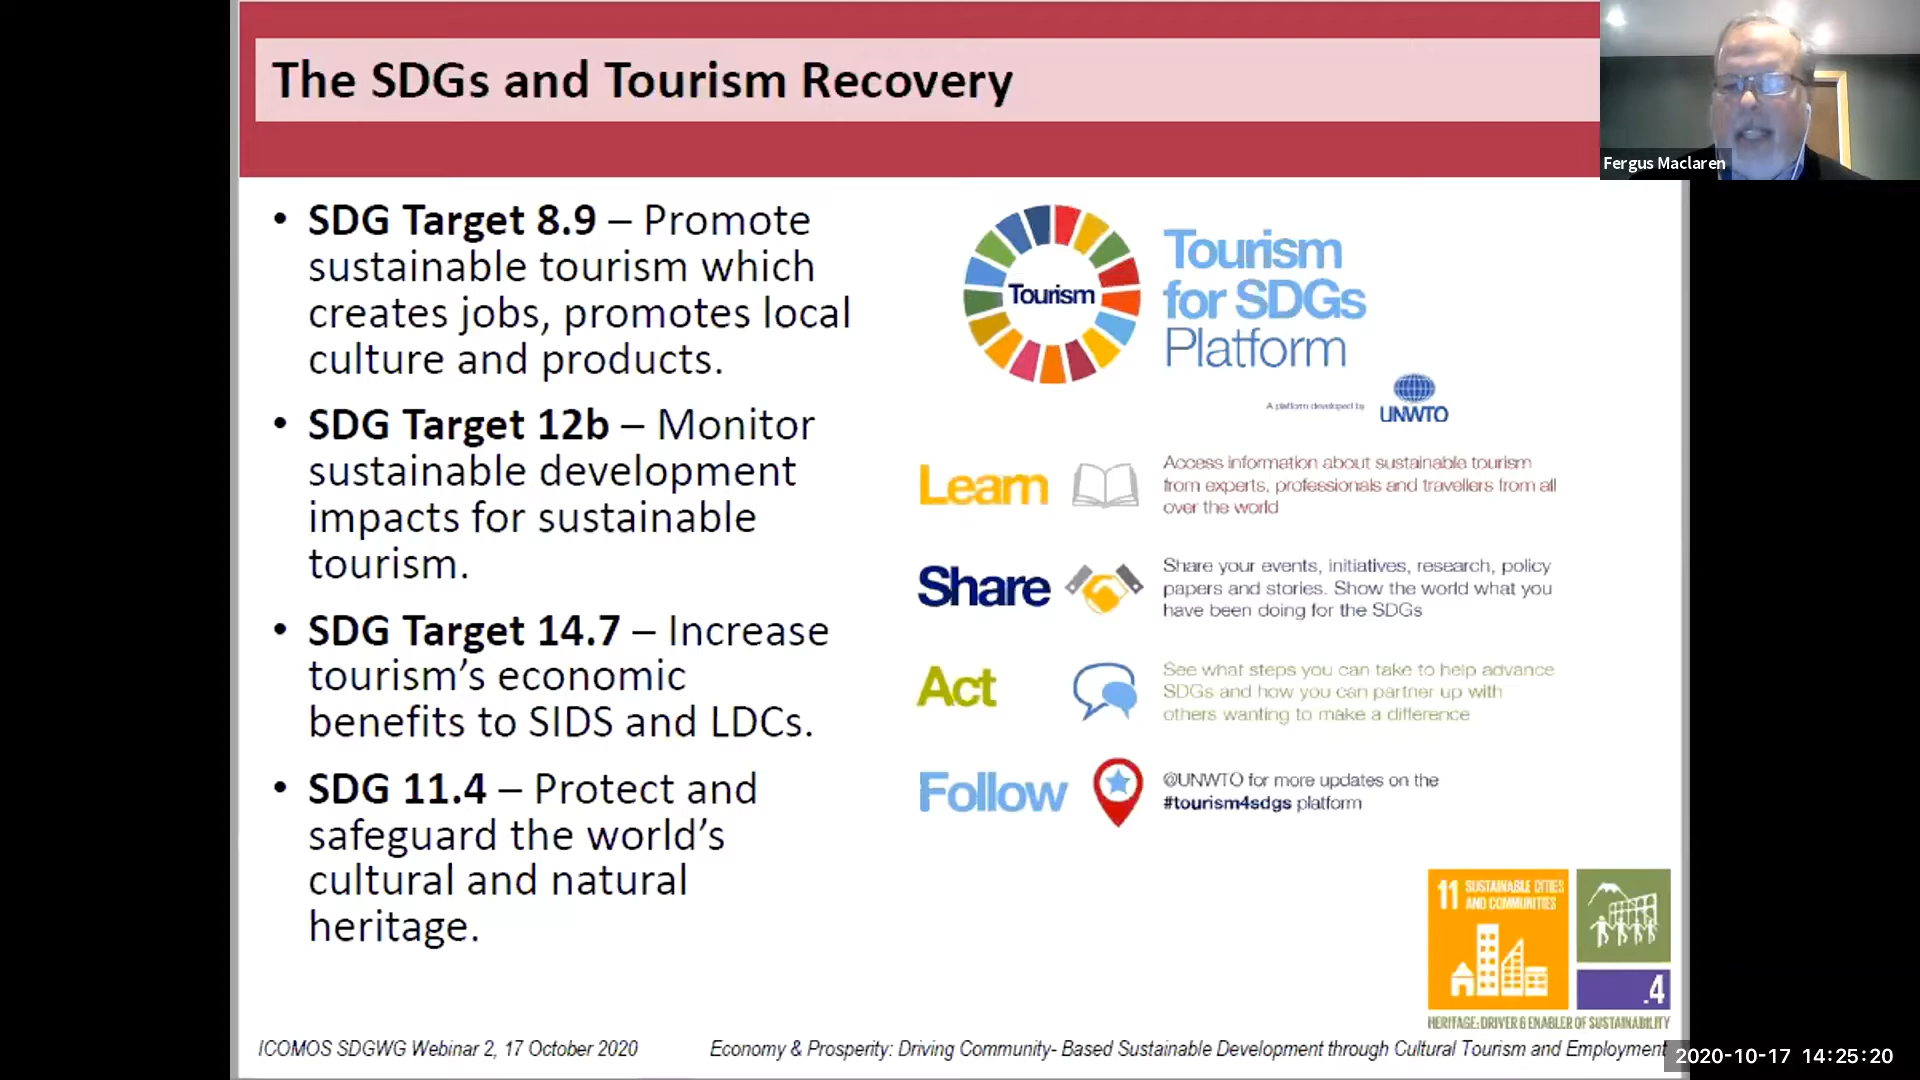 The SDGs and Tourism Recovery
Fergus Maclaren
• SDG Target 8.9 – Promote
sustainable tourism which
creates jobs, promotes local
culture and products.
• SDG Target 12b – Monitor
sustainable development
impacts for sustainable
tourism.
• SDG Target 14.7 – Increase
tourism’s economic
benefits to SIDS and LDCs.
• SDG 11.4 – Protect and
safeguard the world’s
cultural and natural
heritage.
Tourism
Tourism
for SDGs
Platform
A platform developed by
UNWTO
Learn
Access information about sustainable tourism
from experts, professionals and travellers from all
over the world
Share
Share your events, initiatives, research, policy
papers and stories. Show the world what you
have been doing for the SDGs
Act
See what steps you can take to help advance
SDGs and how you can partner up with
others wanting to make a difference
Follow
@UNWTO for more updates on the
#tourism4sdgs platform
11 SUSTAINABLE CITIES
AND COMMUNITIES
.4
HERITAGE: DRIVER & ENABLER OF SUSTAINABILITY
ICOMOS SDGWG Webinar 2, 17 October 2020
Economy & Prosperity: Driving Community- Based Sustainable Development through Cultural Tourism and Employment
2020-10-17 14:25:20